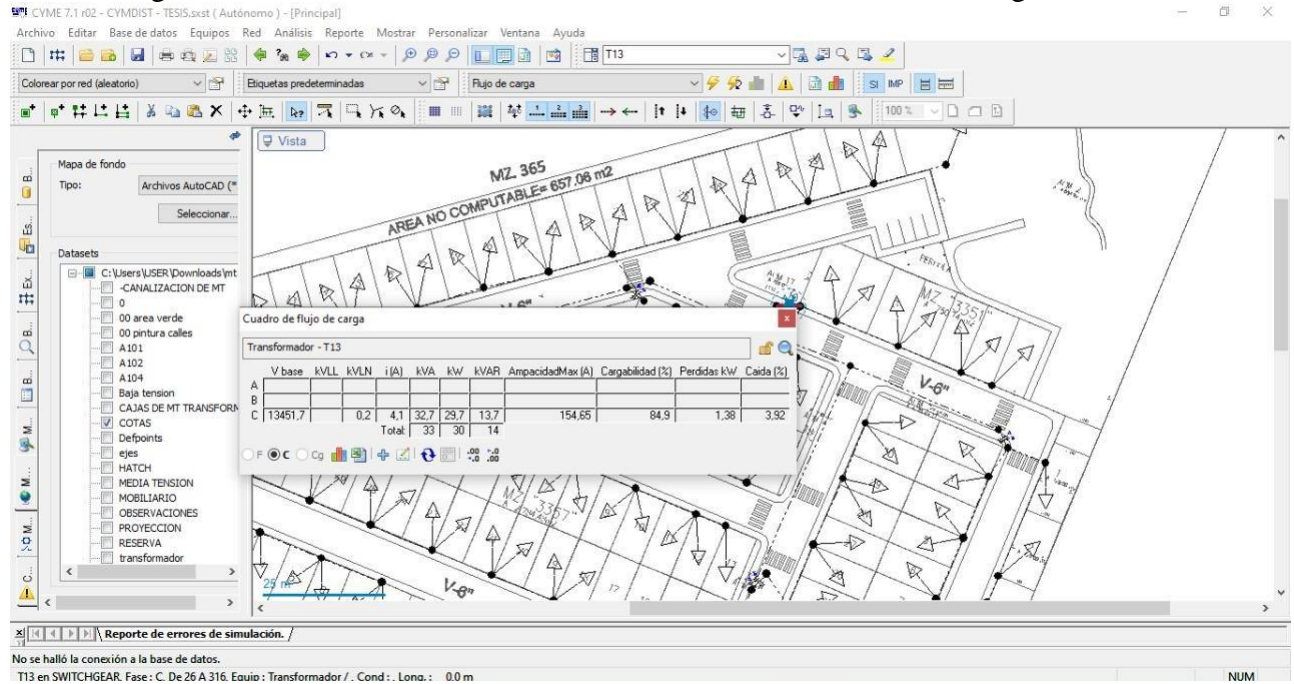 CYME 7.1 r02 - CYMDIST - TESIS.sxst ( Autónomo ) - [Principal]
Archivo Editar Base de datos Equipos Red Análisis Reporte Mostrar Personalizar Ventana Ayuda
T13
Colorear por red (aleatorio) Etiquetas predeterminadas Flujo de carga SI IMP
100 %
Vista
Mapa de fondo
Tipo: Archivos AutoCAD (*
Seleccionar...
Datasets
C:\Users\USER\Downloads\mt
-CANALIZACION DE MT
0
00 area verde
00 pintura calles
A101
A102
A104
Baja tension
CAJAS DE MT TRANSFORN
COTAS
Defpoints
ejes
HATCH
MEDIA TENSION
MOBILIARIO
OBSERVACIONES
PROYECCION
RESERVA
transformador
B...
Es...
Ex...
B...
B...
M...
M...
M...
C...
MZ. 365
AREA NO COMPUTABLE= 657,06 m2
V-6"
Cuadro de flujo de carga
Transformador - T13
V base kVLL kVLN i (A) kVA kW kVAR AmpacidadMax (A) Cargabilidad (%) Perdidas kW Caida (%)
A
B
C 13451,7 0,2 4,1 32,7 29,7 13,7 154,65 84,9 1,38 3,92
Total: 33 30 14
F C Cg
V-6"
25 m
Reporte de errores de simulación.
No se halló la conexión a la base de datos.
T13 en SWITCHGEAR, Fase : C, De 26 A 316, Equip : Transformador / , Cond : , Long. : 0,0 m NUM